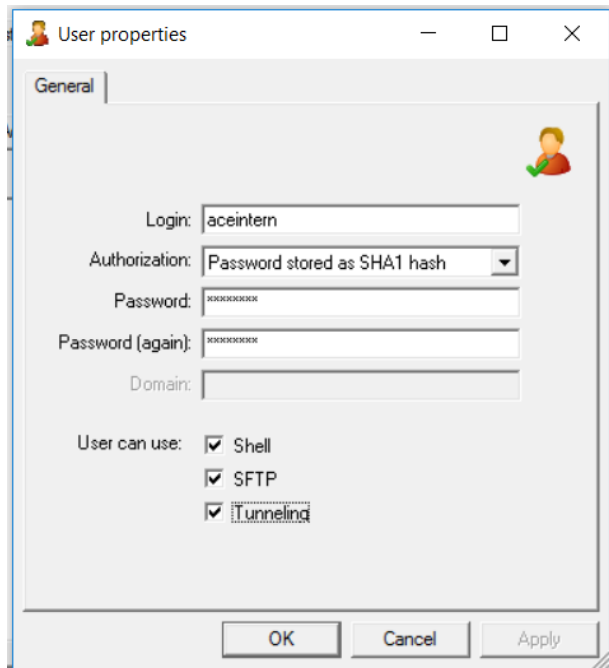 User properties
General
Login: aceintern
Authorization: Password stored as SHA1 hash
Password: ********
Password (again): ********
Domain:
User can use: Shell
SFTP
Tunneling
OK Cancel Apply